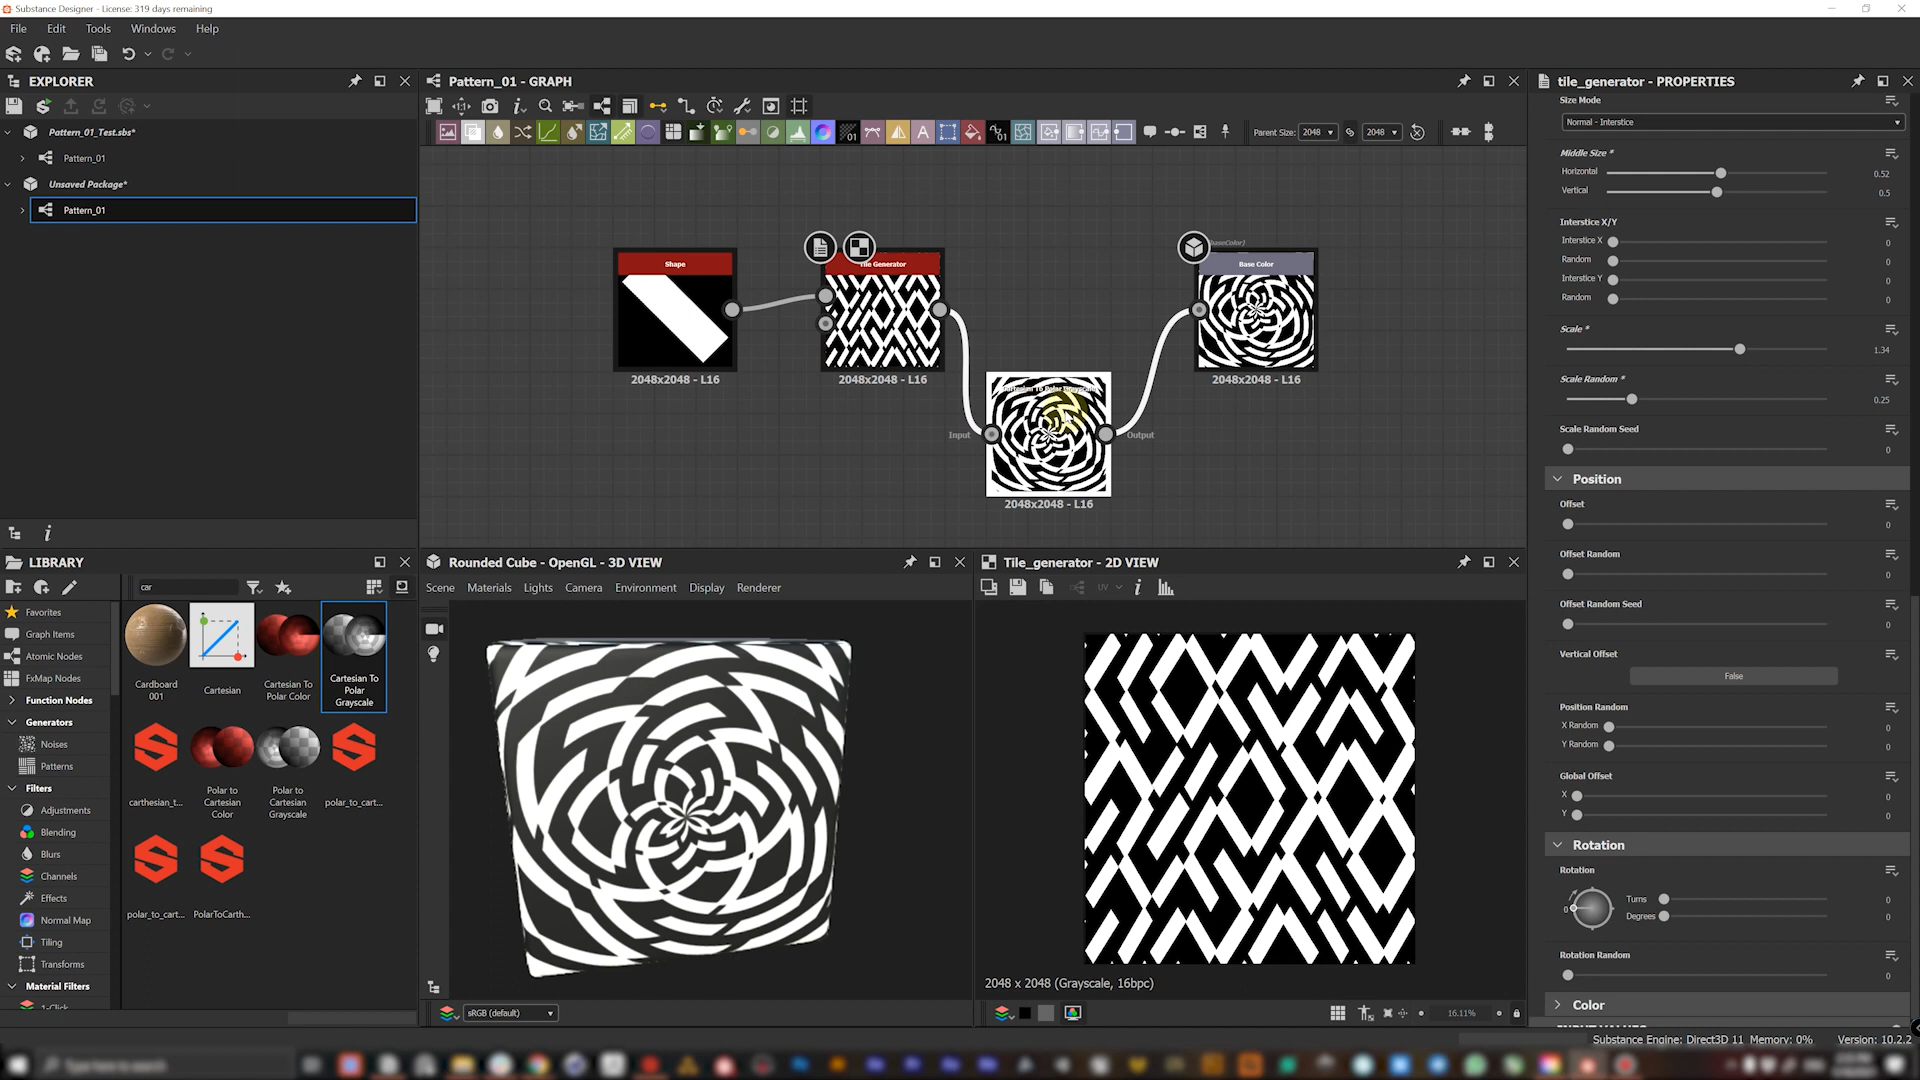 Substance Designer - License: 319 days remaining
File Edit Tools Windows Help
EXPLORER
Pattern_01_Test.sbs*
Pattern_01
Unsaved Package*
Pattern_01
Pattern_01 - GRAPH
Parent Size: 2048 2048
Shape
2048x2048 - L16
Tile Generator
2048x2048 - L16
Input
Output
2048x2048 - L16
Base Color
2048x2048 - L16
LIBRARY
car
Favorites
Graph Items
Atomic Nodes
FxMap Nodes
Function Nodes
Generators
Noises
Patterns
Filters
Adjustments
Blending
Blurs
Channels
Effects
Normal Map
Tiling
Transforms
Material Filters
1-Click
Cardboard 001
Cartesian
Cartesian To Polar Color
Cartesian To Polar Grayscale
carthesian_t...
Polar to Cartesian Color
Polar to Cartesian Grayscale
polar_to_cart...
polar_to_cart...
PolarToCarth...
Rounded Cube - OpenGL - 3D VIEW
Scene Materials Lights Camera Environment Display Renderer
sRGB (default)
Tile_generator - 2D VIEW
UV
2048 x 2048 (Grayscale, 16bpc)
16.11%
tile_generator - PROPERTIES
Size Mode
Normal - Interstice
Middle Size *
Horizontal 0.52
Vertical 0.5
Interstice X/Y
Interstice X 0
Random 0
Interstice Y 0
Random 0
Scale *
1.34
Scale Random *
0.25
Scale Random Seed
0
Position
Offset
0
Offset Random
0
Offset Random Seed
0
Vertical Offset
False
Position Random
X Random 0
Y Random 0
Global Offset
X 0
Y 0
Rotation
Rotation
0 Turns 0
Degrees 0
Rotation Random
0
Color
Substance Engine: Direct3D 11 Memory: 0% Version: 10.2.2